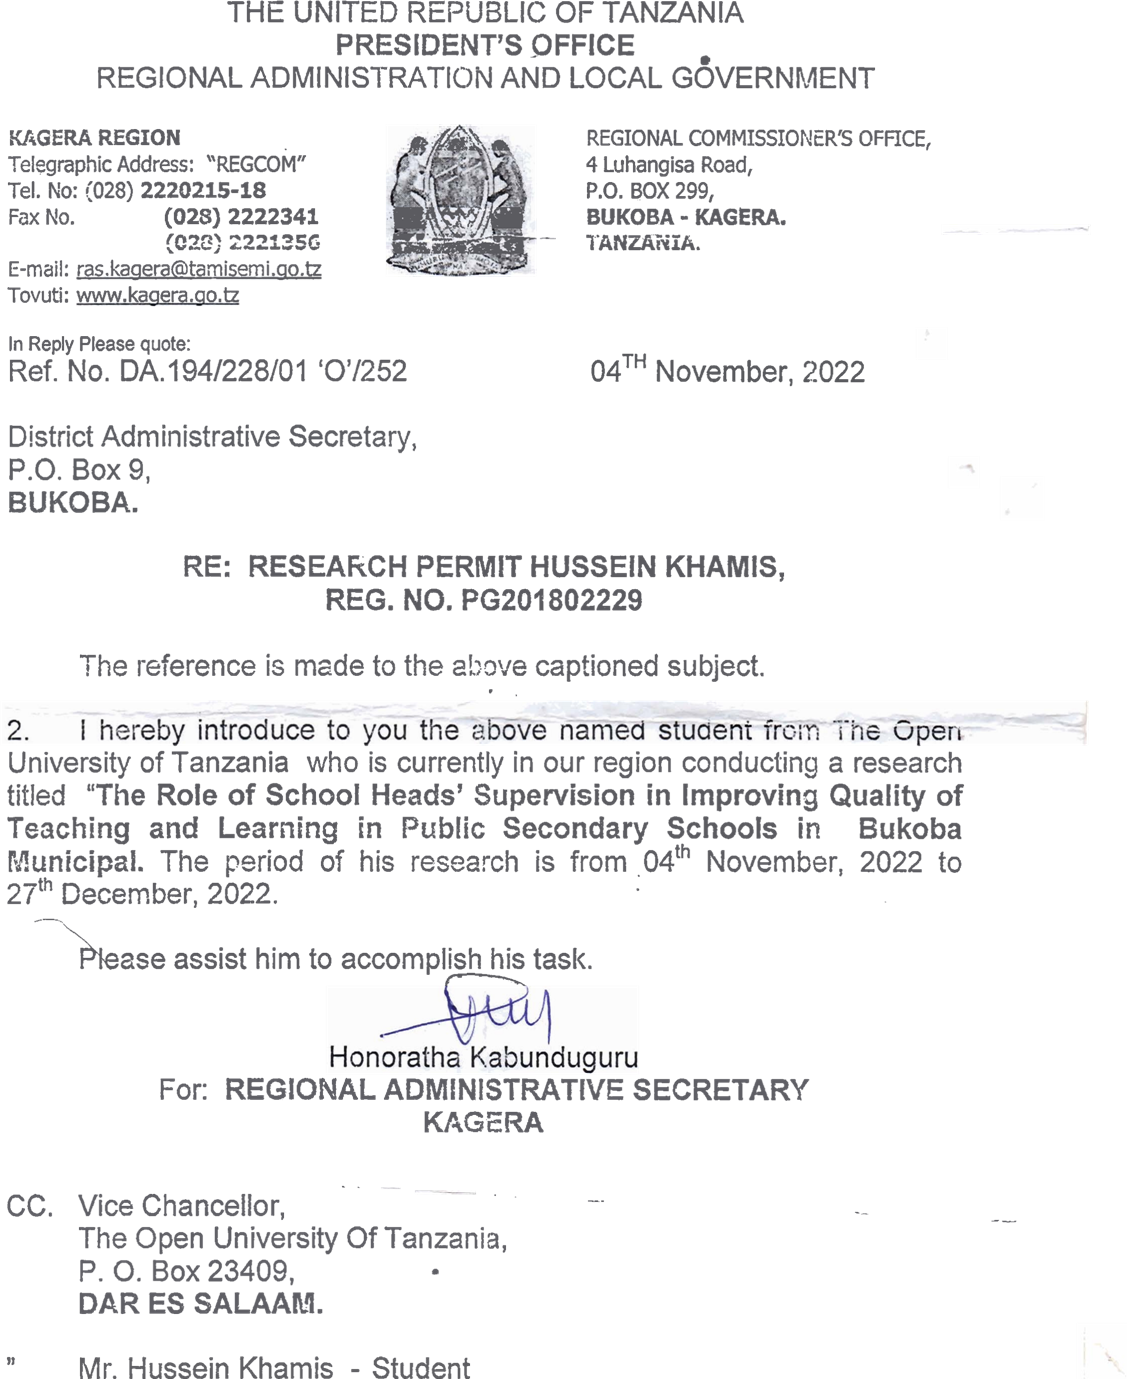 THE UNITED REPUBLIC OF TANZANIA
PRESIDENT'S OFFICE
REGIONAL ADMINISTRATION AND LOCAL GOVERNMENT
KAGERA REGION
Telegraphic Address: "REGCOM"
Tel. No: (028) 2220215-18
Fax No. (028) 2222341
(028) 2221356
E-mail: ras.kagera@tamisemi.go.tz
Tovuti: www.kagera.go.tz
REGIONAL COMMISSIONER'S OFFICE,
4 Luhangisa Road,
P.O. BOX 299,
BUKOBA - KAGERA.
TANZANIA.
In Reply Please quote:
Ref. No. DA.194/228/01 'O'/252
04TH November, 2022
District Administrative Secretary,
P.O. Box 9,
BUKOBA.
RE: RESEARCH PERMIT HUSSEIN KHAMIS,
REG. NO. PG201802229
The reference is made to the above captioned subject.
2. I hereby introduce to you the above named student from The Open
University of Tanzania who is currently in our region conducting a research
titled "The Role of School Heads' Supervision in Improving Quality of
Teaching and Learning in Public Secondary Schools in Bukoba
Municipal. The period of his research is from 04th November, 2022 to
27th December, 2022.
Please assist him to accomplish his task.
Honoratha Kabunduguru
For: REGIONAL ADMINISTRATIVE SECRETARY
KAGERA
CC. Vice Chancellor,
The Open University Of Tanzania,
P. O. Box 23409,
DAR ES SALAAM.
" Mr. Hussein Khamis - Student